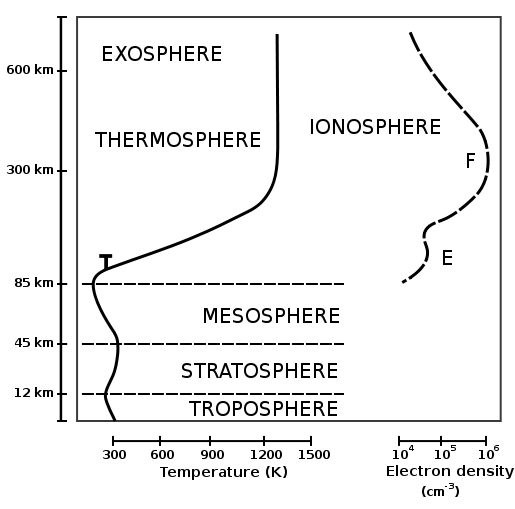 EXOSPHERE
600 km
IONOSPHERE
THERMOSPHERE
F
300 km
E
T
85 km
MESOSPHERE
45 km
STRATOSPHERE
12 km
TROPOSPHERE
300 600 900 1200 1500
Temperature (K)
10⁴ 10⁵ 10⁶
Electron density
(cm⁻³)